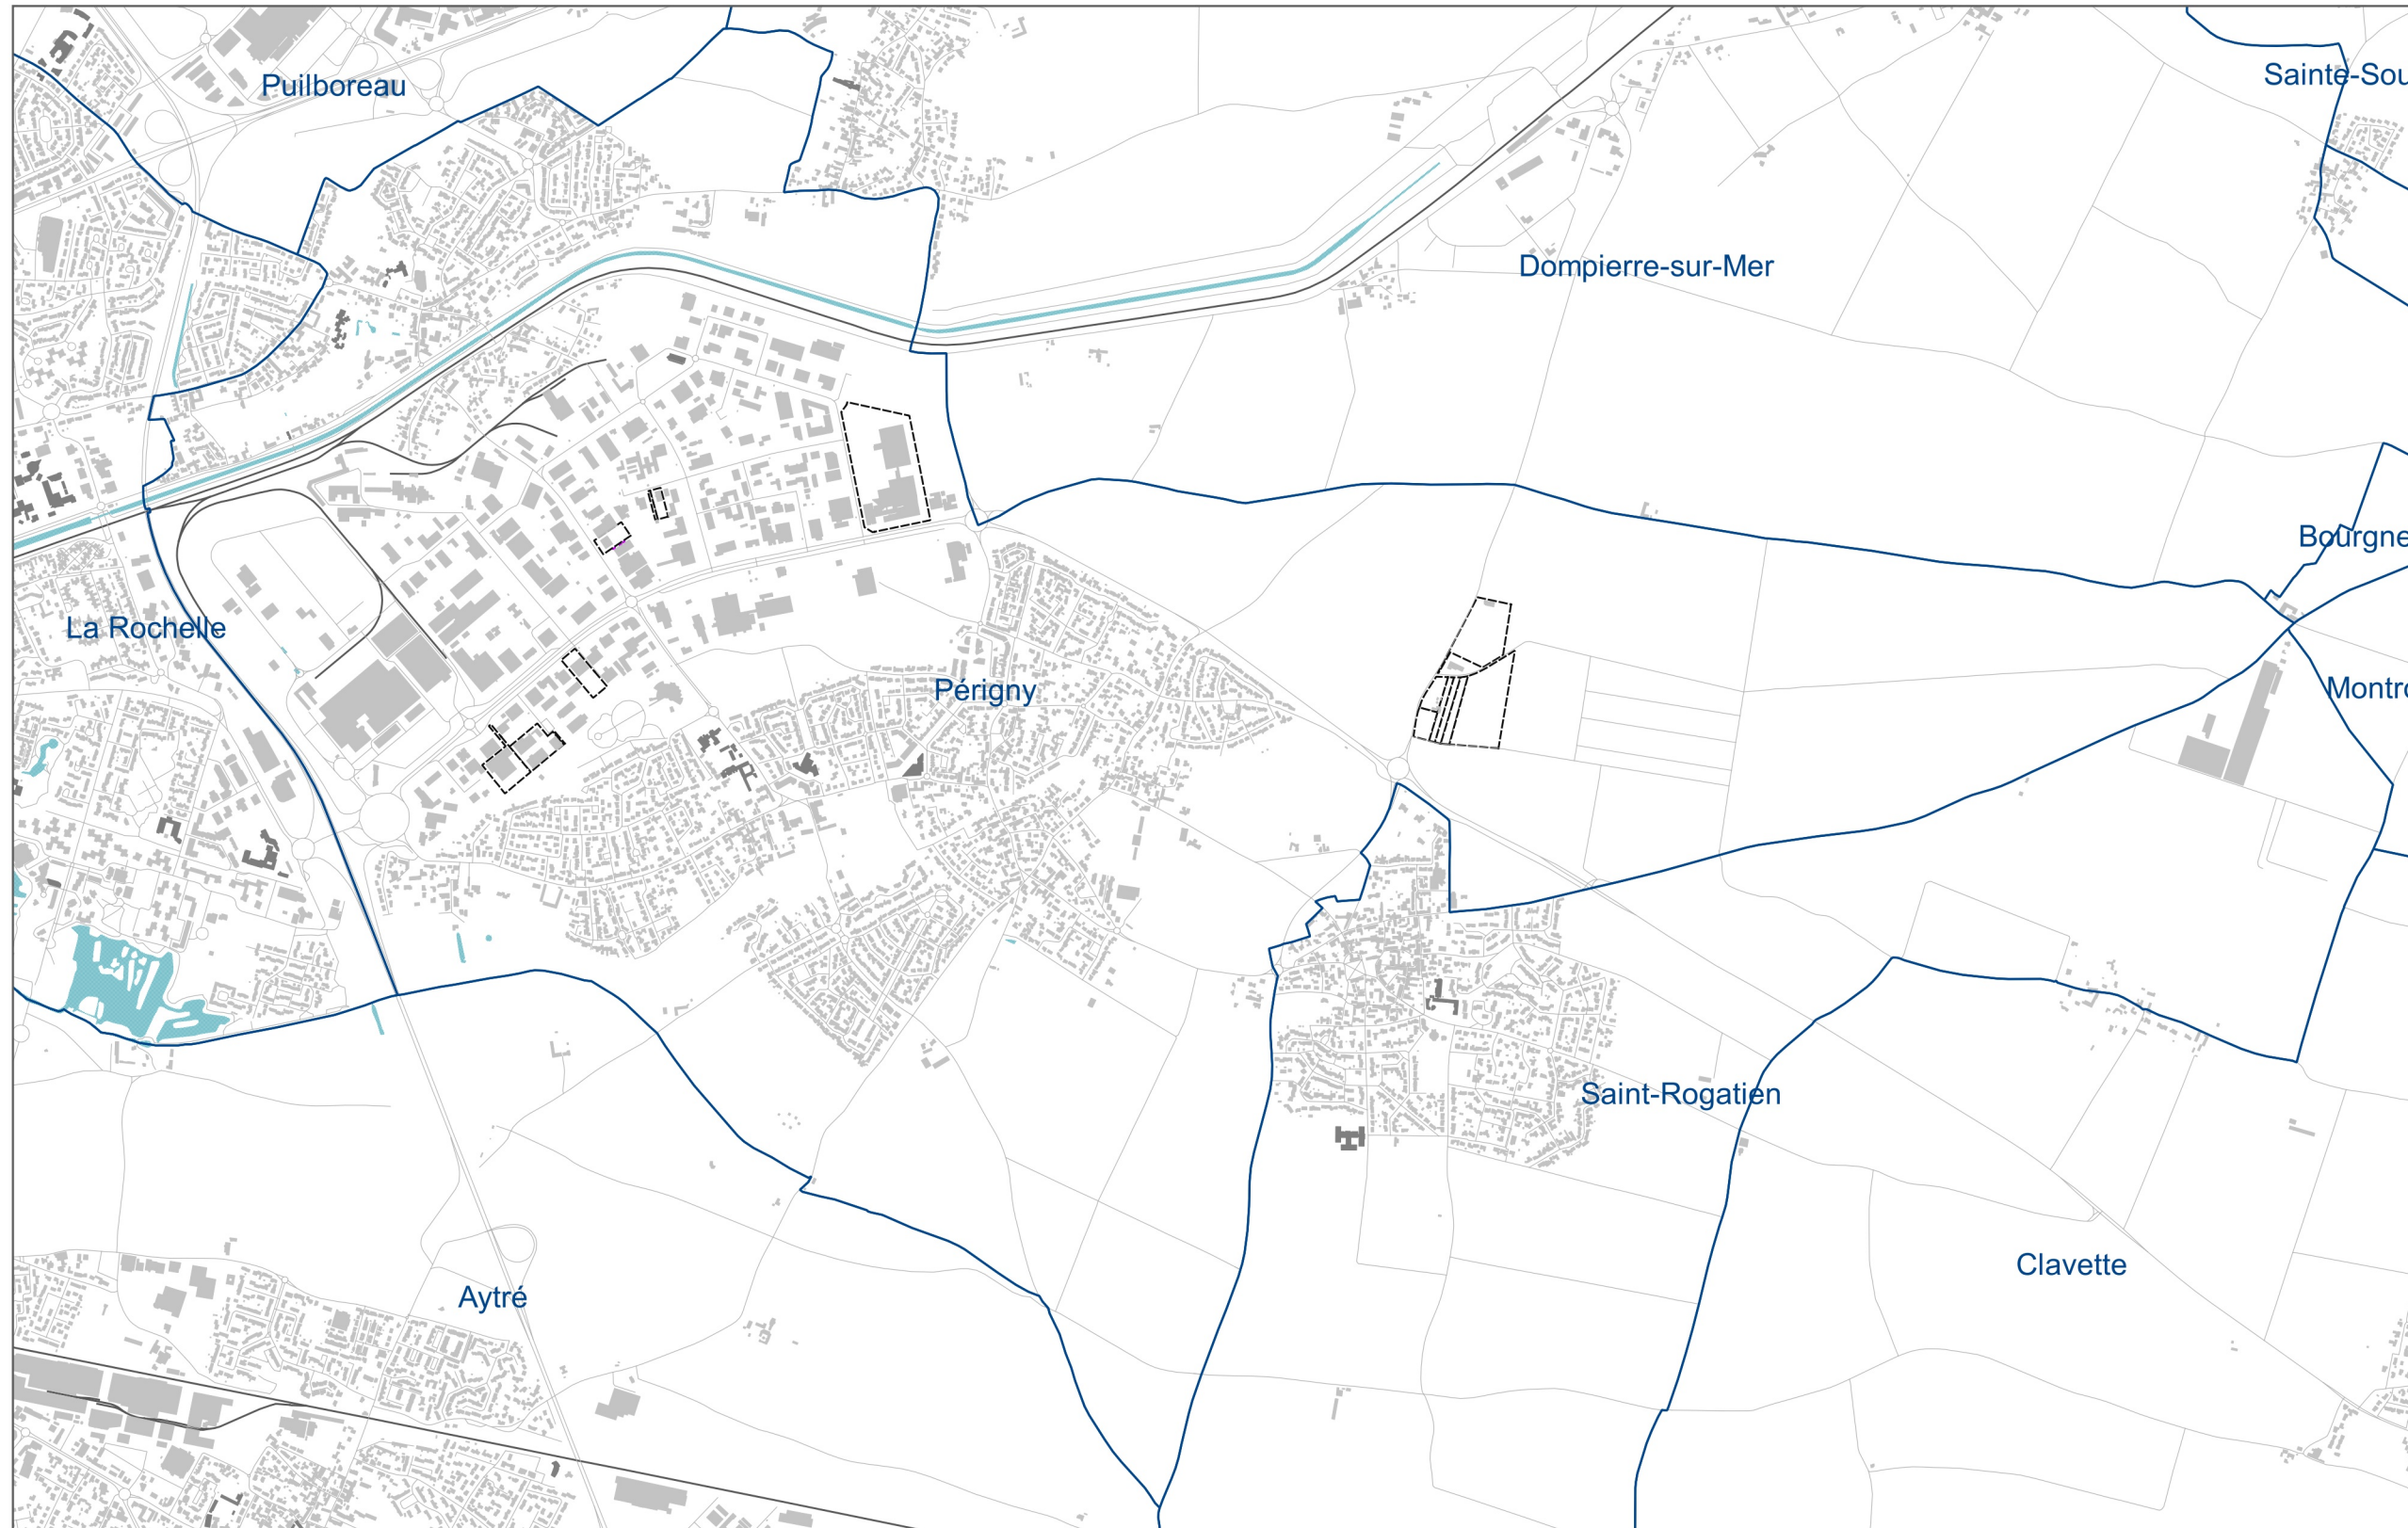 Puilboreau
Sainte-Sou
Dompierre-sur-Mer
Bourgne
La Rochelle
Périgny
Montro
Saint-Rogatien
Clavette
Aytré